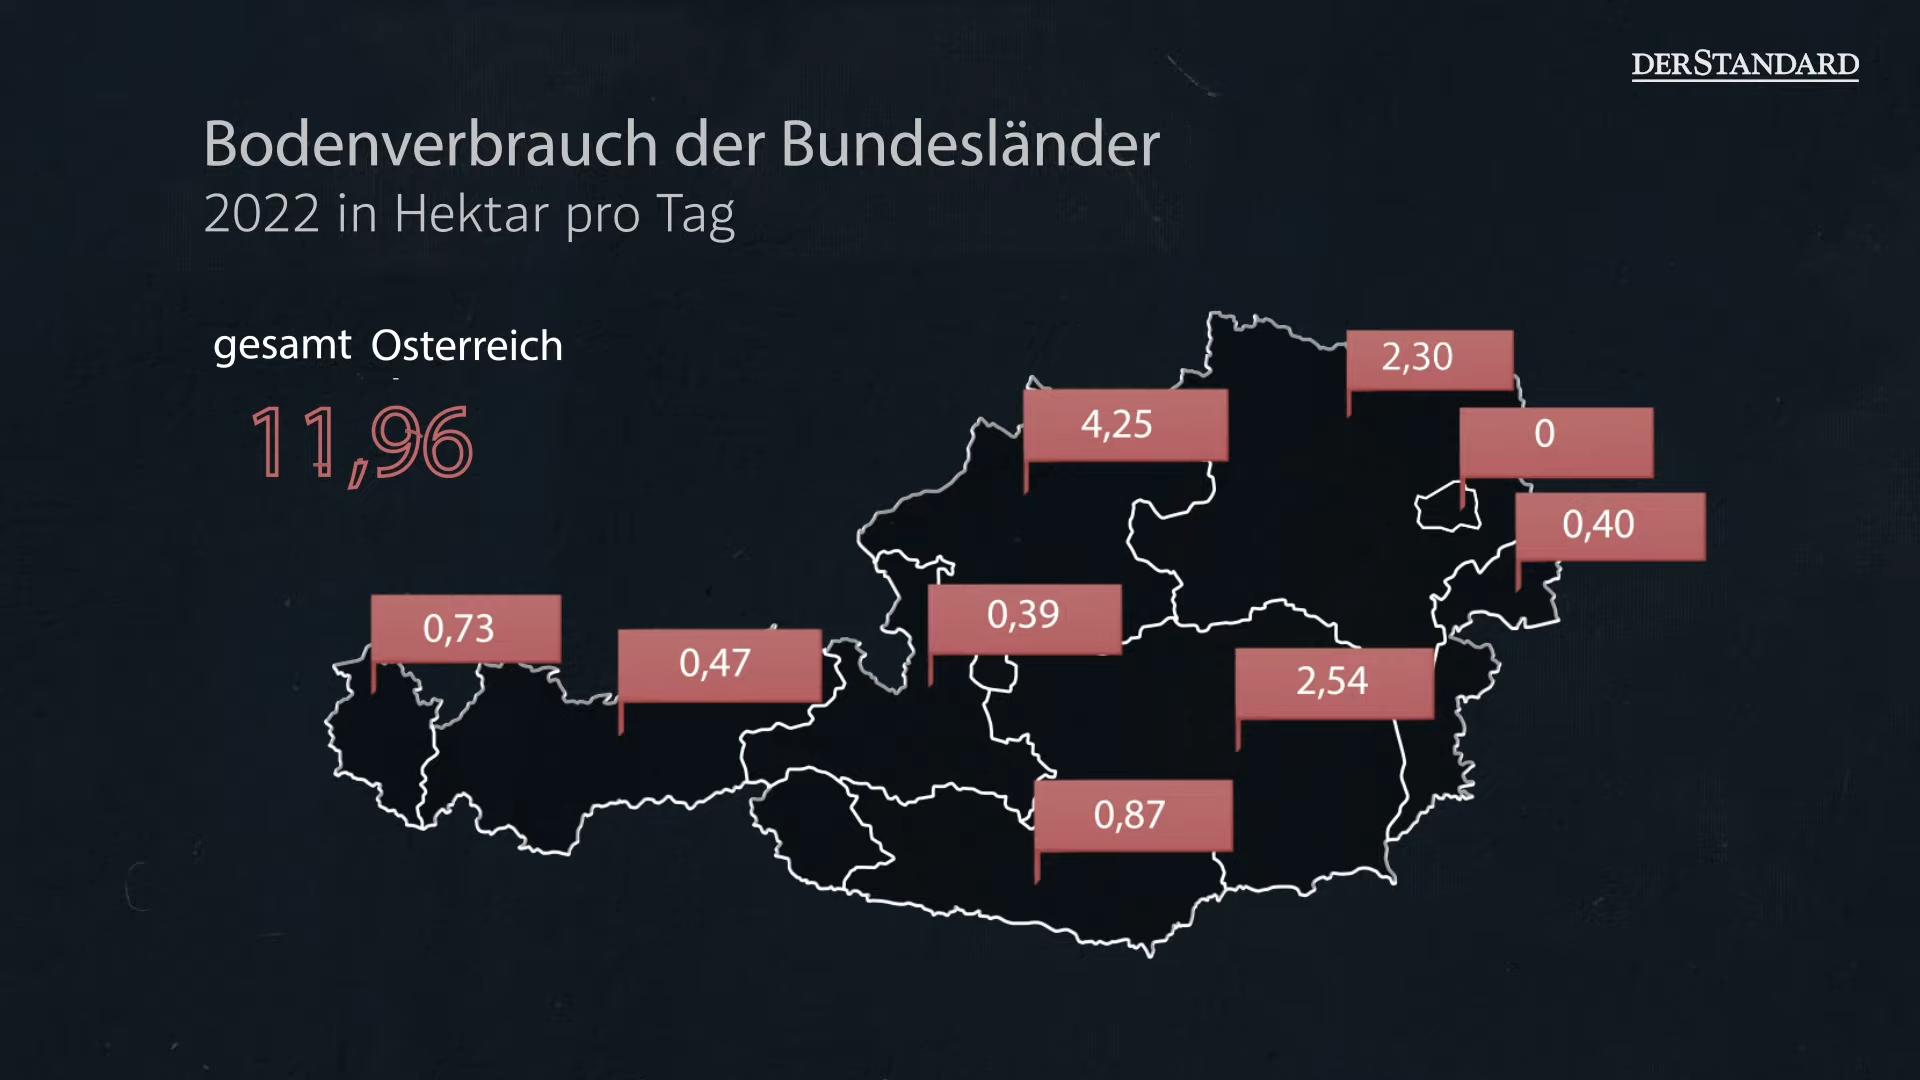 DERSTANDARD
Bodenverbrauch der Bundesländer
2022 in Hektar pro Tag
gesamt Osterreich
11,96
2,30
4,25
0
0,40
0,39
0,73
0,47
2,54
0,87